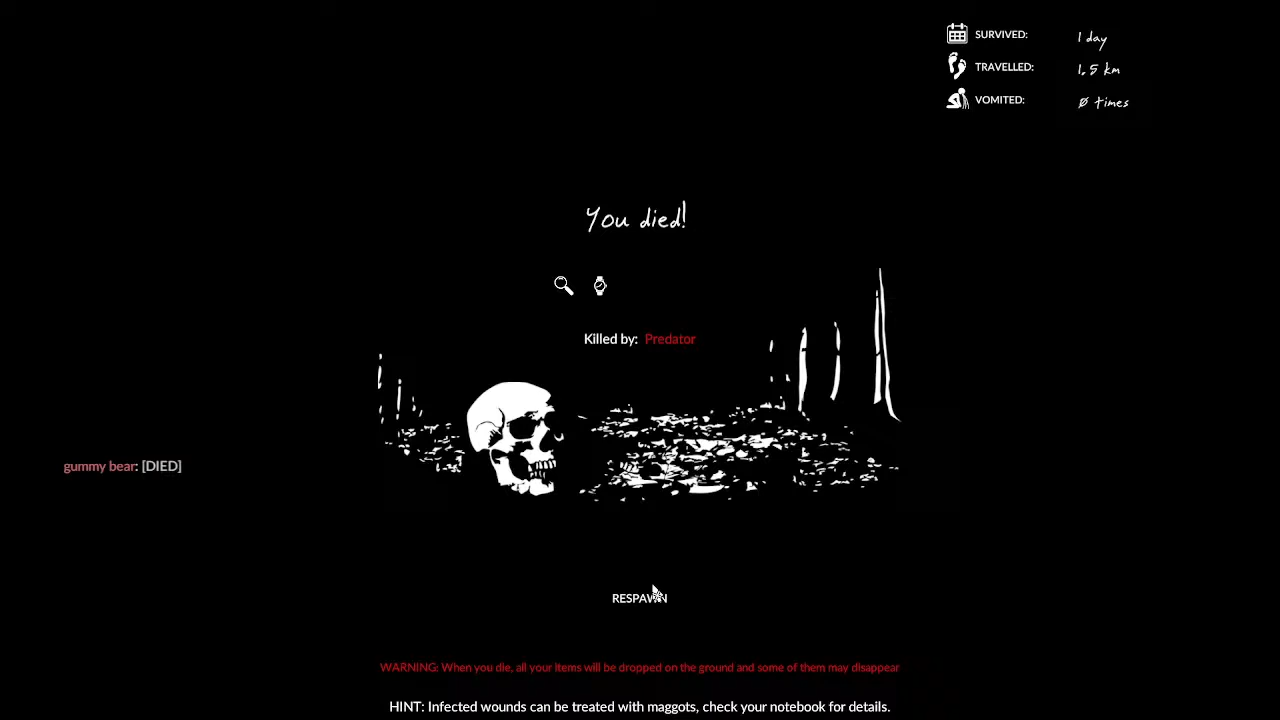 SURVIVED: 1 day
TRAVELLED: 1.5 km
VOMITED: 0 times
You died!
Killed by: Predator
gummy bear: [DIED]
RESPAWN
WARNING: When you die, all your items will be dropped on the ground and some of them may disappear
HINT: Infected wounds can be treated with maggots, check your notebook for details.